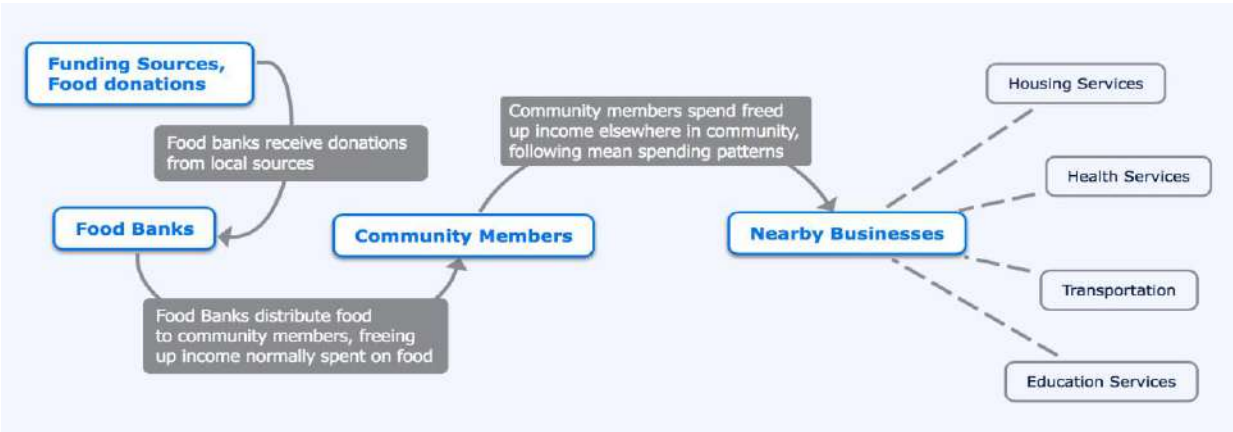 Funding Sources,
Food donations
Food banks receive donations
from local sources
Food Banks
Food Banks distribute food
to community members, freeing
up income normally spent on food
Community Members
Community members spend freed
up income elsewhere in community,
following mean spending patterns
Nearby Businesses
Housing Services
Health Services
Transportation
Education Services